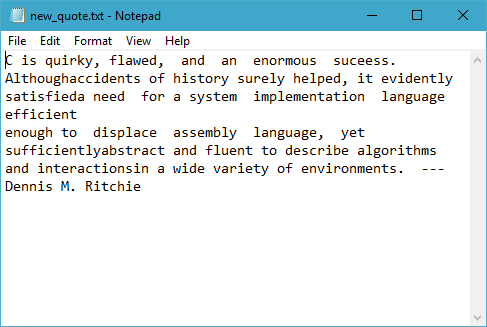 new_quote.txt - Notepad
File Edit Format View Help
C is quirky, flawed,  and  an  enormous  suceess.
Althoughaccidents of history surely helped, it evidently
satisfieda need  for a system  implementation  language
efficient
enough to  displace  assembly  language,  yet
sufficientlyabstract and fluent to describe algorithms
and interactionsin a wide variety of environments.  ---
Dennis M. Ritchie